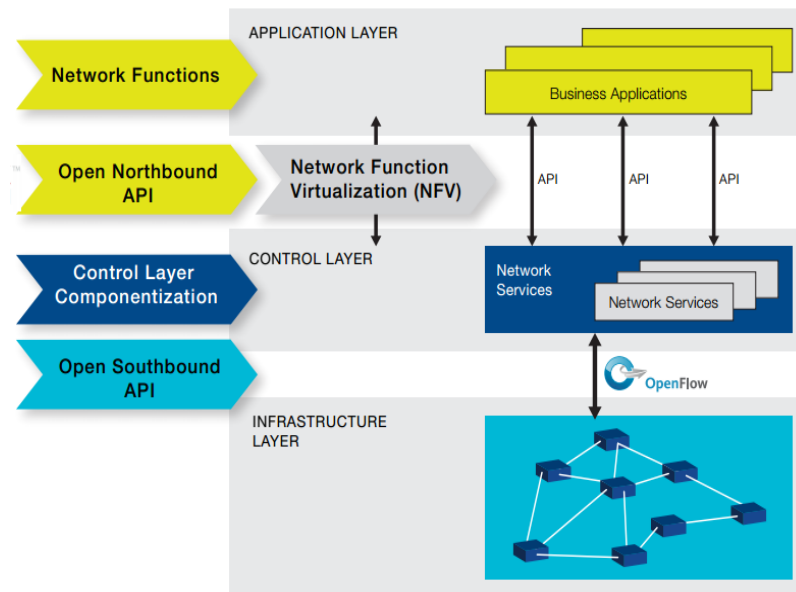 APPLICATION LAYER
Network Functions
Business Applications
™
Open Northbound
API
Network Function
Virtualization (NFV)
API
API
API
CONTROL LAYER
Control Layer
Componentization
Network
Services
Network Services
Open Southbound
API
OpenFlow
INFRASTRUCTURE
LAYER